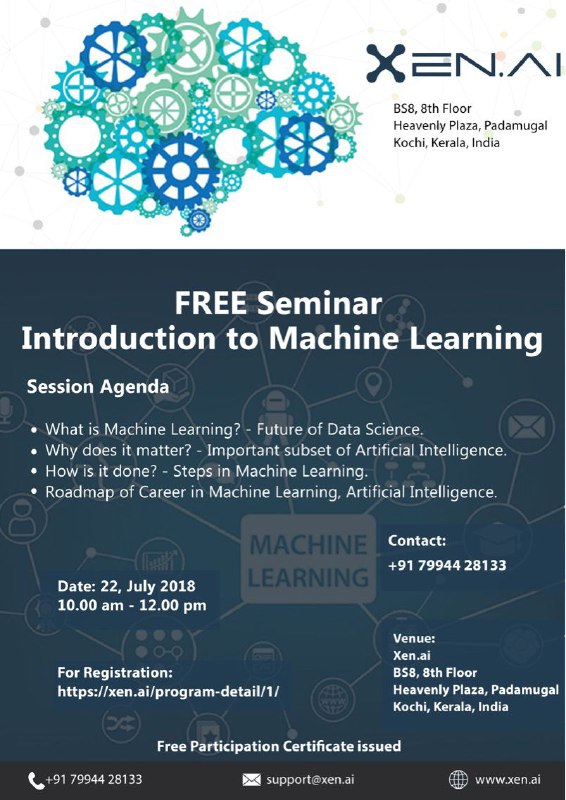 XEN.AI
BS8, 8th Floor
Heavenly Plaza, Padamugal
Kochi, Kerala, India
FREE Seminar
Introduction to Machine Learning
Session Agenda
• What is Machine Learning? - Future of Data Science.
• Why does it matter? - Important subset of Artificial Intelligence.
• How is it done? - Steps in Machine Learning.
• Roadmap of Career in Machine Learning, Artificial Intelligence.
MACHINE
LEARNING
Contact:
+91 79944 28133
Date: 22, July 2018
10.00 am - 12.00 pm
For Registration:
https://xen.ai/program-detail/1/
Venue:
Xen.ai
BS8, 8th Floor
Heavenly Plaza, Padamugal
Kochi, Kerala, India
Free Participation Certificate issued
+91 79944 28133
support@xen.ai
www.xen.ai